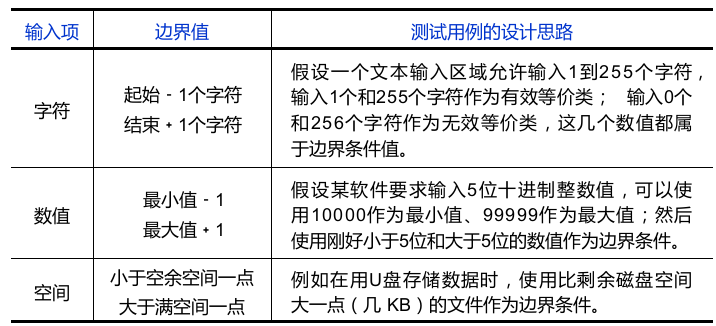 输入项 边界值 测试用例的设计思路
字符
起始 - 1个字符
结束 + 1个字符
假设一个文本输入区域允许输入1到255个字符，
输入1个和255个字符作为有效等价类； 输入0个
和256个字符作为无效等价类，这几个数值都属
于边界条件值。
数值
最小值 - 1
最大值 + 1
假设某软件要求输入5位十进制整数值，可以使
用10000作为最小值、99999作为最大值；然后
使用刚好小于5位和大于5位的数值作为边界条件。
空间
小于空余空间一点
大于满空间一点
例如在用U盘存储数据时，使用比剩余磁盘空间
大一点（几 KB）的文件作为边界条件。